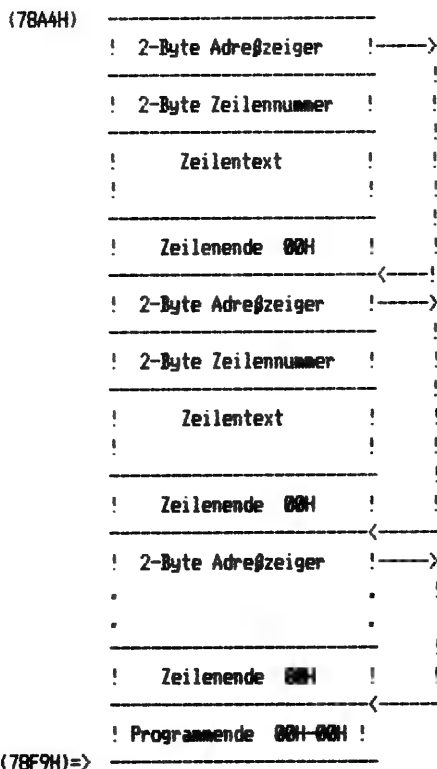 (78A4H)
! 2-Byte Adreßzeiger !----->
! 2-Byte Zeilennummer !
! Zeilentext !
! Zeilenende 00H !
<----!
! 2-Byte Adreßzeiger !----->
! 2-Byte Zeilennummer !
! Zeilentext !
! Zeilenende 00H !
<-----
! 2-Byte Adreßzeiger !----->
. .
. .
! Zeilenende !
<-----
! Programmende 00H 00H !
(78F9H)=>